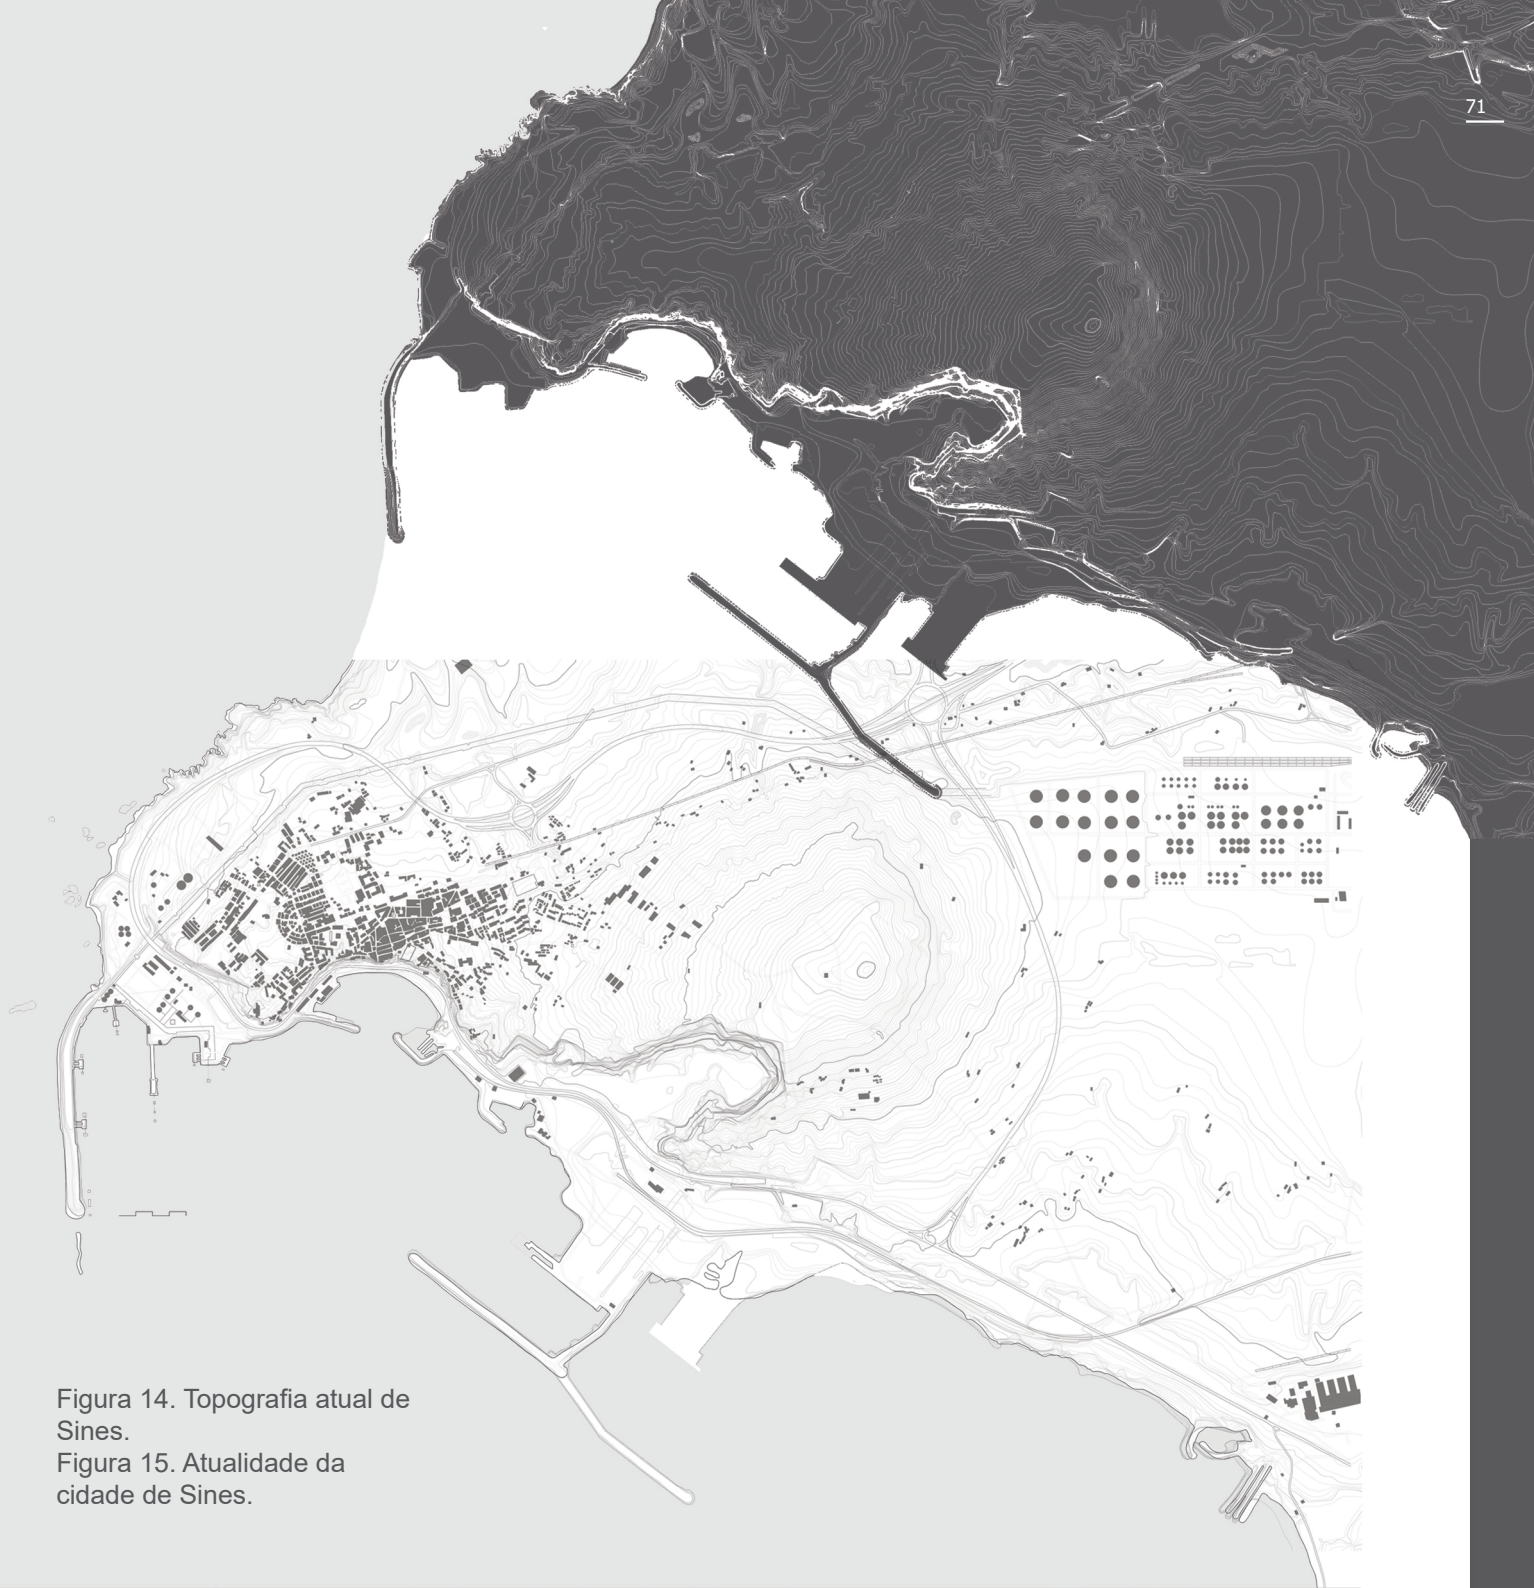 71
Figura 14. Topografia atual de
Sines.
Figura 15. Atualidade da
cidade de Sines.